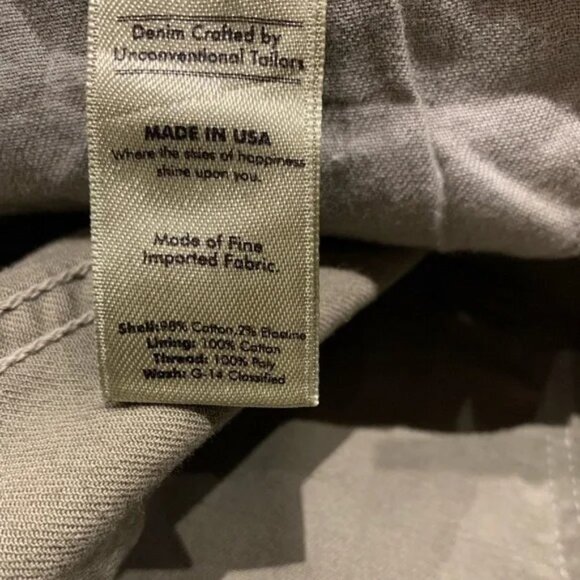 Denim Crafted by
Unconventional Tailors
MADE IN USA
Where the skies of happiness
shine upon you.
Made of Fine
Imported Fabric.
Shell:98% Cotton,2% Elastine
Lining: 100% Cotton
Thread: 100% Poly
Wash: G-14 Classified